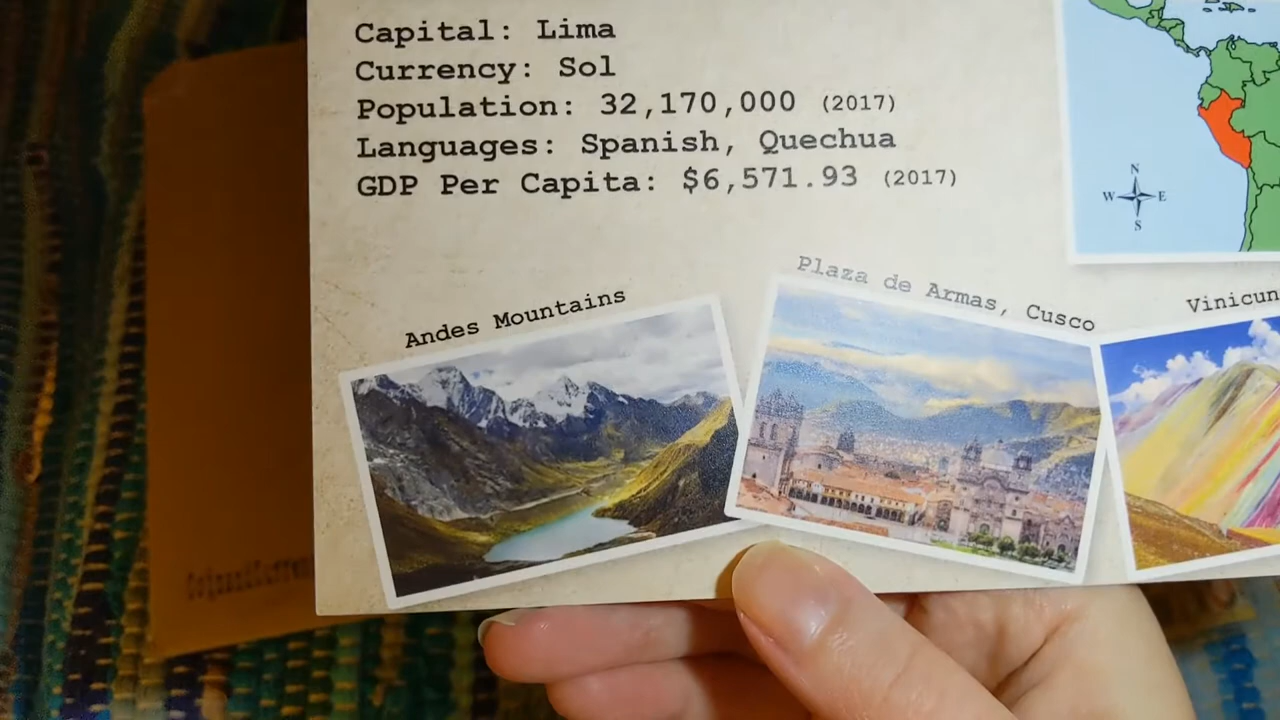 Capital: Lima
Currency: Sol
Population: 32,170,000 (2017)
Languages: Spanish, Quechua
GDP Per Capita: $6,571.93 (2017)
N
W E
S
Andes Mountains
Plaza de Armas, Cusco
Vinicun